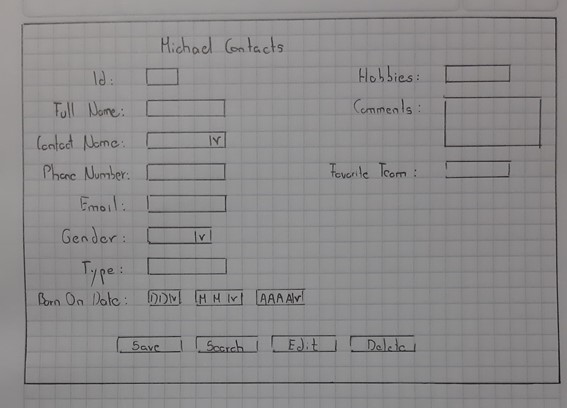 Michael Contacts
Id:
Full Name:
Contact Name:
Phone Number:
Email:
Gender:
Type:
Born On Date: DD MM AAAA
Hobbies:
Comments:
Favorite Team:
Save Search Edit Delete